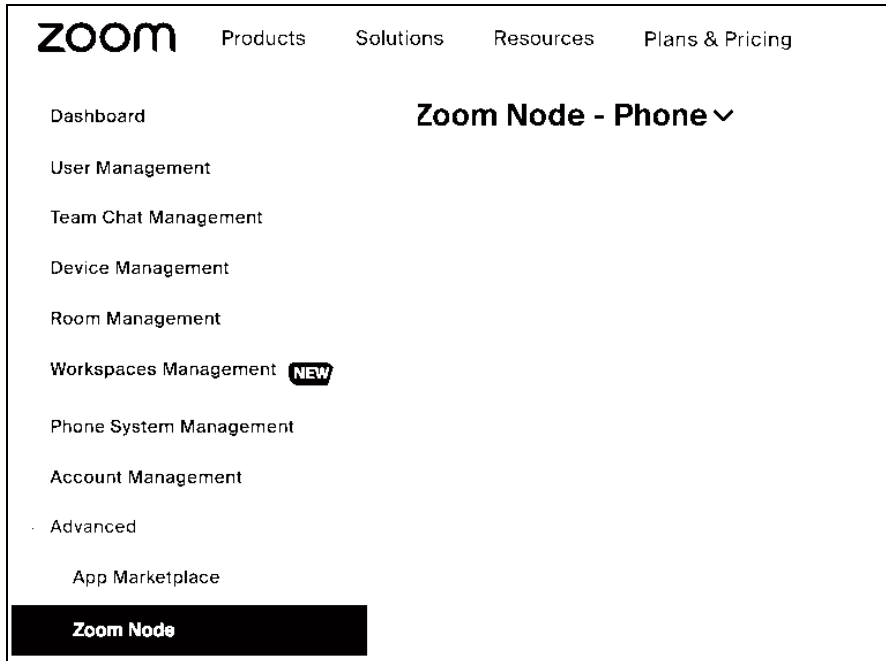 zoom Products Solutions Resources Plans & Pricing
Zoom Node - Phone
Dashboard
User Management
Team Chat Management
Device Management
Room Management
Workspaces Management NEW
Phone System Management
Account Management
Advanced
App Marketplace
Zoom Node